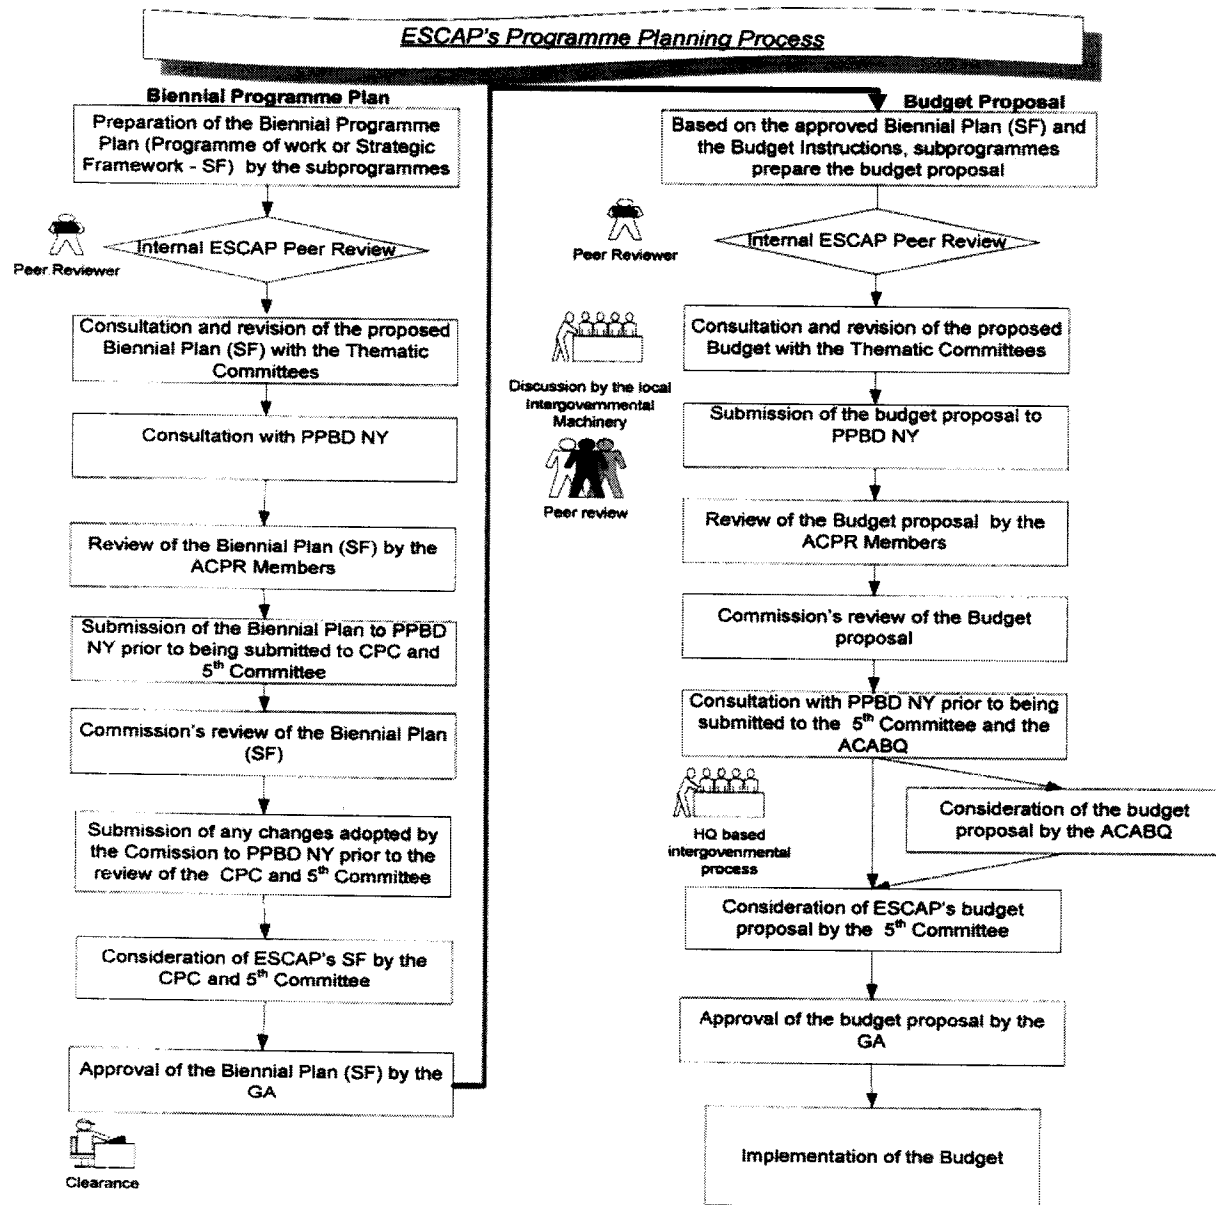 ESCAP's Programme Planning Process
Biennial Programme Plan
Preparation of the Biennial Programme
Plan (Programme of work or Strategic
Framework - SF) by the subprogrammes
Internal ESCAP Peer Review
Peer Reviewer
Consultation and revision of the proposed
Biennial Plan (SF) with the Thematic
Committees
Consultation with PPBD NY
Review of the Biennial Plan (SF) by the
ACPR Members
Submission of the Biennial Plan to PPBD
NY prior to being submitted to CPC and
5th Committee
Commission's review of the Biennial Plan
(SF)
Submission of any changes adopted by
the Comission to PPBD NY prior to the
review of the CPC and 5th Committee
Consideration of ESCAP's SF by the
CPC and 5th Committee
Approval of the Biennial Plan (SF) by the
GA
Clearance
Budget Proposal
Based on the approved Biennial Plan (SF) and
the Budget Instructions, subprogrammes
prepare the budget proposal
Internal ESCAP Peer Review
Peer Reviewer
Consultation and revision of the proposed
Budget with the Thematic Committees
Discussion by the local
Intergovernmental
Machinery
Submission of the budget proposal to
PPBD NY
Peer review
Review of the Budget proposal by the
ACPR Members
Commission's review of the Budget
proposal
Consultation with PPBD NY prior to being
submitted to the 5th Committee and the
ACABQ
HQ based
intergovenmental
process
Consideration of the budget
proposal by the ACABQ
Consideration of ESCAP's budget
proposal by the 5th Committee
Approval of the budget proposal by the
GA
Implementation of the Budget